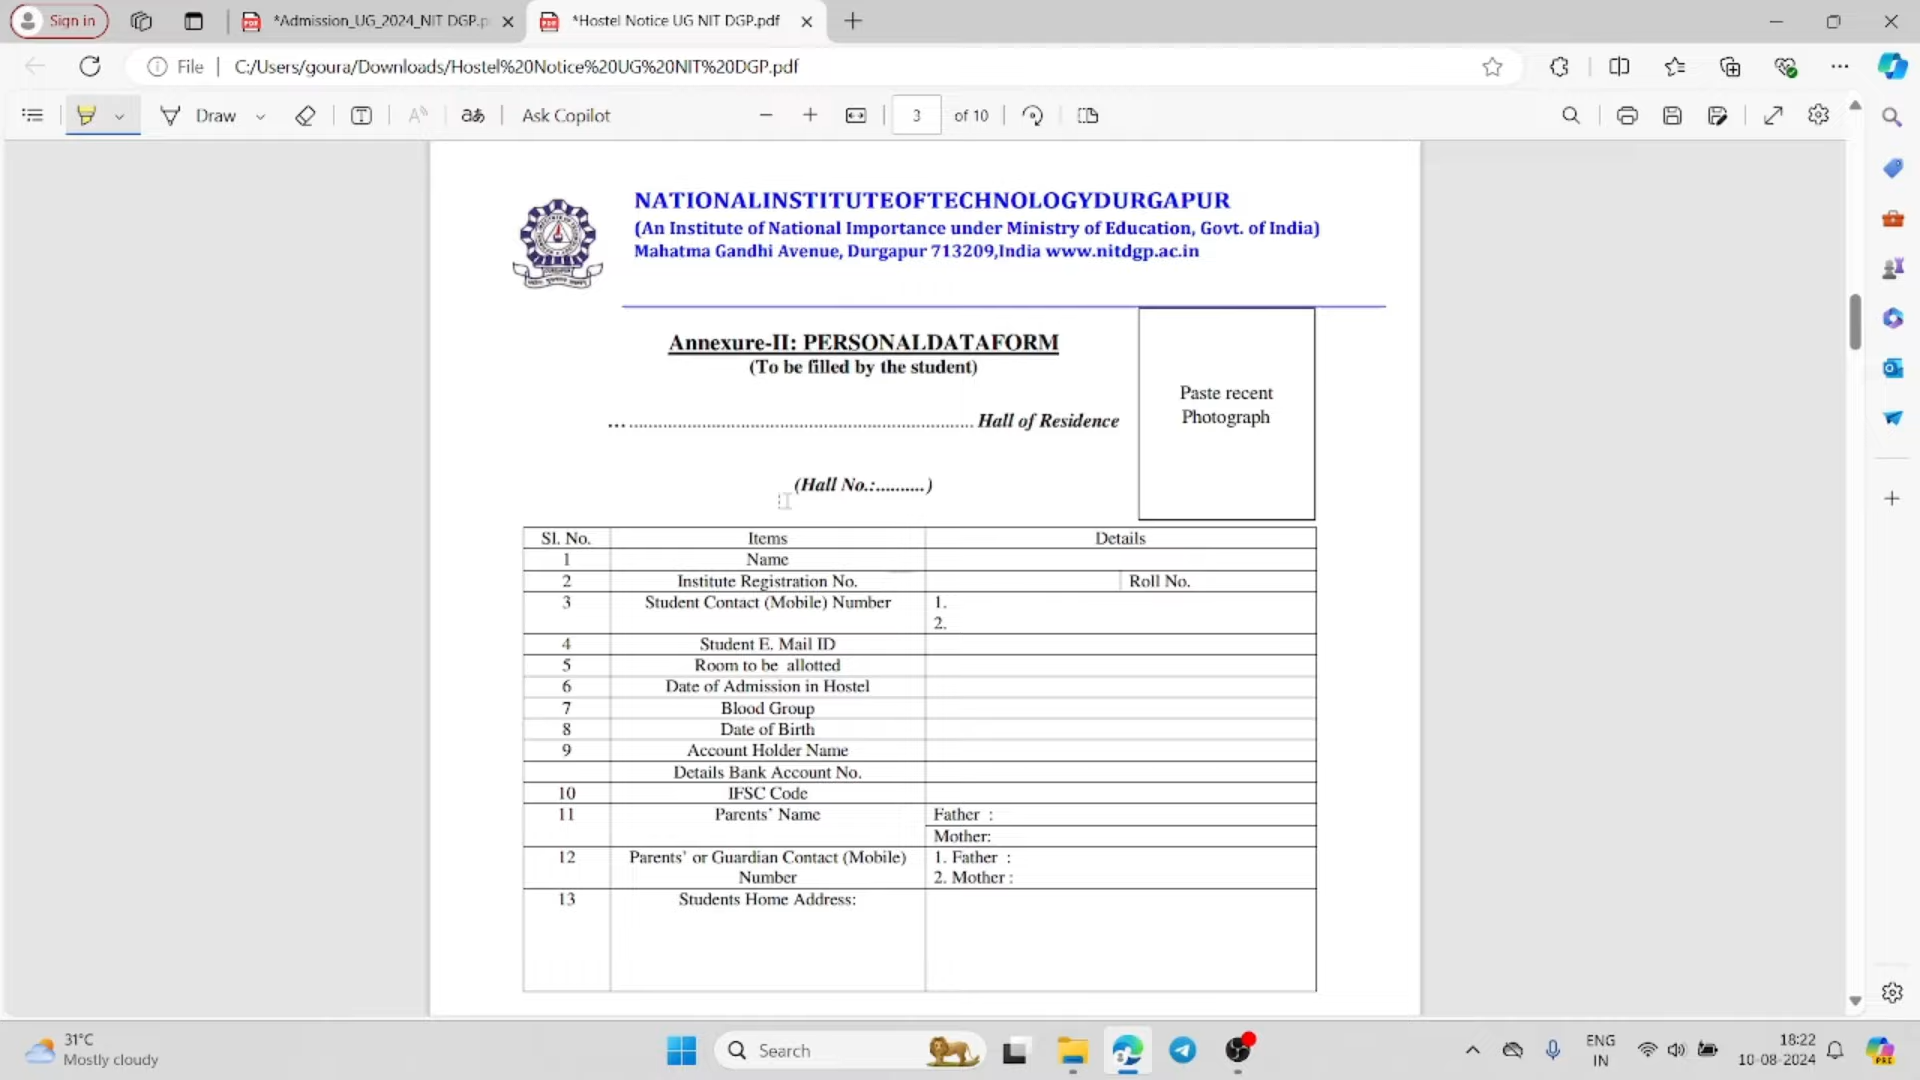 Sign in
*Admission_UG_2024_NIT DGP.p
*Hostel Notice UG NIT DGP.pdf
File
C:/Users/goura/Downloads/Hostel%20Notice%20UG%20NIT%20DGP.pdf
Draw
aあ
Ask Copilot
3
of 10
NATIONALINSTITUTEOFTECHNOLOGYDURGAPUR
(An Institute of National Importance under Ministry of Education, Govt. of India)
Mahatma Gandhi Avenue, Durgapur 713209,India www.nitdgp.ac.in
Annexure-II: PERSONALDATAFORM
(To be filled by the student)
Paste recent
Photograph
........................................................................ Hall of Residence
(Hall No.:..........)
Sl. No. Items Details
1 Name
2 Institute Registration No. Roll No.
3 Student Contact (Mobile) Number 1.
2.
4 Student E. Mail ID
5 Room to be allotted
6 Date of Admission in Hostel
7 Blood Group
8 Date of Birth
9 Account Holder Name
Details Bank Account No.
10 IFSC Code
11 Parents' Name Father :
Mother:
12 Parents' or Guardian Contact (Mobile) 1. Father :
Number 2. Mother :
13 Students Home Address:
31°C
Mostly cloudy
Search
ENG
IN
18:22
10-08-2024
PRE